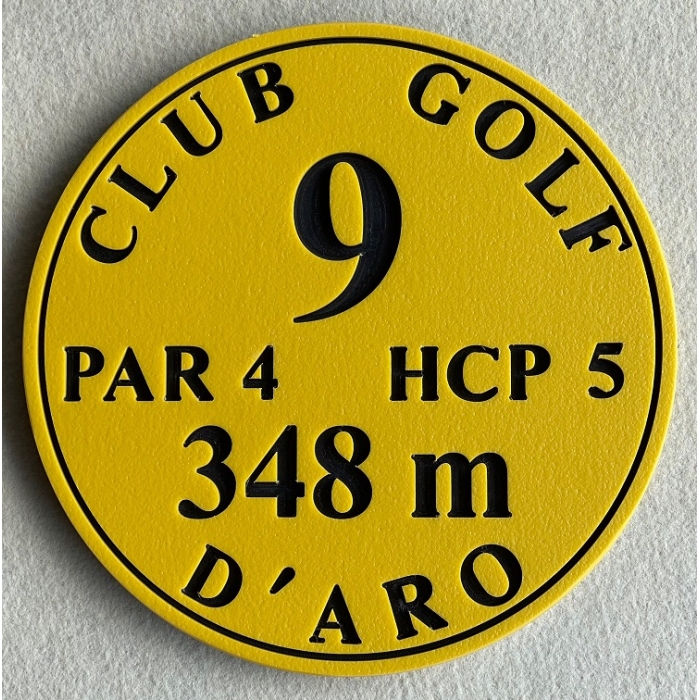 CLUB GOLF
9
PAR 4 HCP 5
348 m
D'ARO